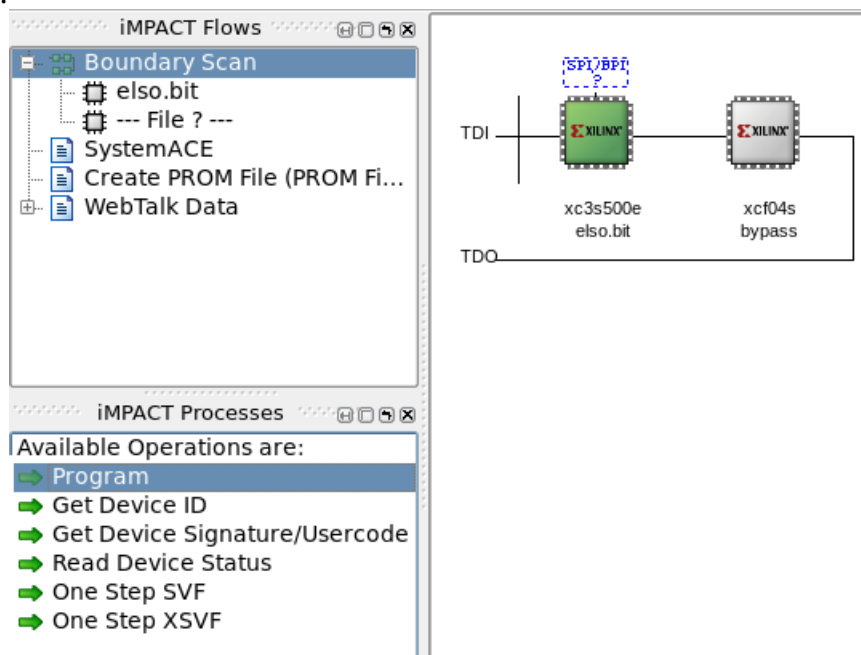 iMPACT Flows
Boundary Scan
elso.bit
--- File ? ---
SystemACE
Create PROM File (PROM Fi...
WebTalk Data
iMPACT Processes
Available Operations are:
Program
Get Device ID
Get Device Signature/Usercode
Read Device Status
One Step SVF
One Step XSVF
SPI/BPI
?
TDI
XILINX
XILINX
xc3s500e
xcf04s
elso.bit
bypass
TDO